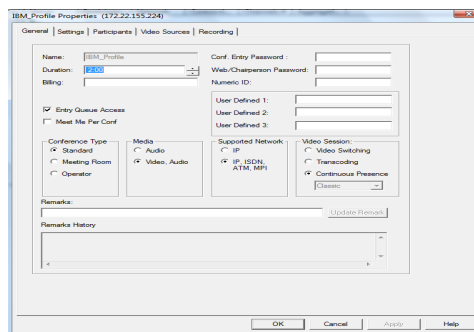 IBM_Profile Properties (172.22.155.224)
General Settings Participants Video Sources Recording
Name: IBM_Profile Conf. Entry Password :
Duration: 2:00 Web/Chairperson Password:
Billing: Numeric ID:
User Defined 1:
Entry Queue Access User Defined 2:
Meet Me Per Conf User Defined 3:
Conference Type Media Supported Network Video Session:
Standard Audio IP Video Switching
Meeting Room Video, Audio IP, ISDN, Transcoding
ATM, MPI
Operator Continuous Presence
Classic
Remarks:
Update Remark
Remarks History
OK Cancel Apply Help